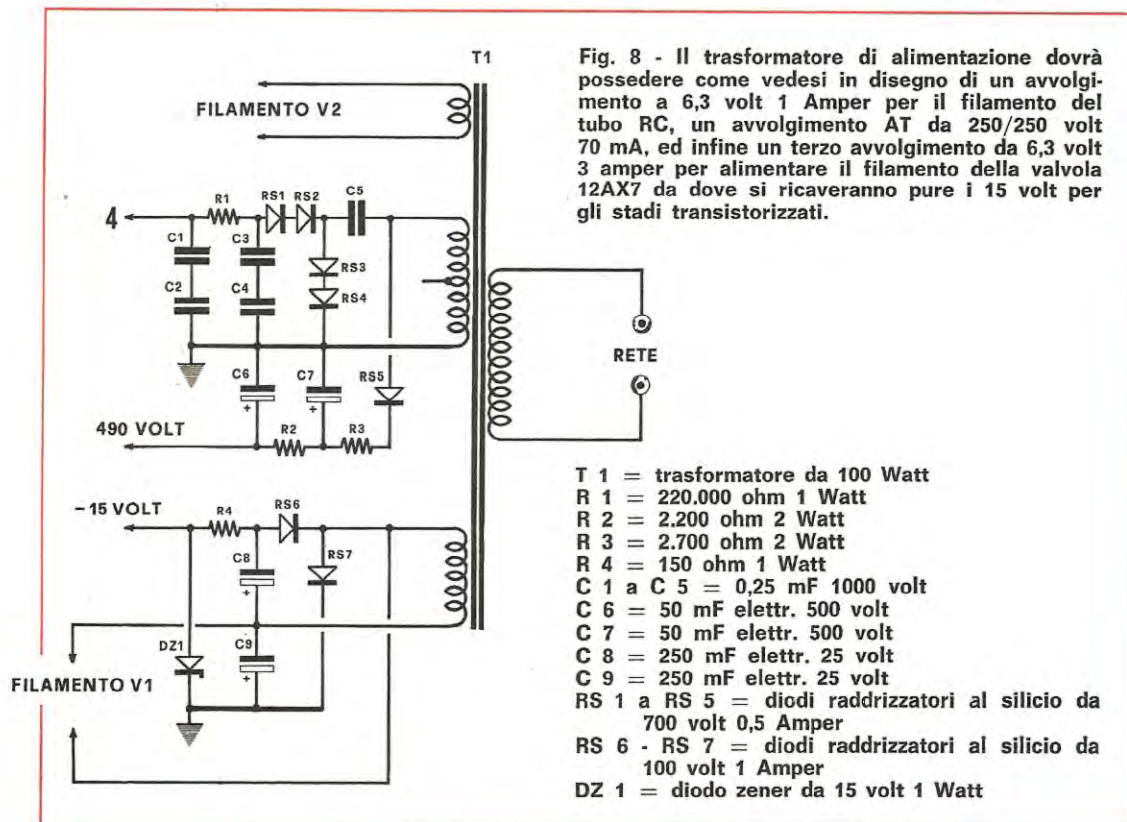 Fig. 8 - Il trasformatore di alimentazione dovrà
possedere come vedesi in disegno di un avvolgi-
mento a 6,3 volt 1 Amper per il filamento del
tubo RC, un avvolgimento AT da 250/250 volt
70 mA, ed infine un terzo avvolgimento da 6,3 volt
3 amper per alimentare il filamento della valvola
12AX7 da dove si ricaveranno pure i 15 volt per
gli stadi transistorizzati.
T1
FILAMENTO V2
R1
RS1
RS2
C5
4
C1
C3
RS3
C2
C4
RS4
C6
C7
RS5
+
+
490 VOLT
R2
R3
RETE
-15 VOLT
R4
RS6
C8
RS7
+
DZ1
C9
+
FILAMENTO V1
T 1 = trasformatore da 100 Watt
R 1 = 220.000 ohm 1 Watt
R 2 = 2.200 ohm 2 Watt
R 3 = 2.700 ohm 2 Watt
R 4 = 150 ohm 1 Watt
C 1 a C 5 = 0,25 mF 1000 volt
C 6 = 50 mF elettr. 500 volt
C 7 = 50 mF elettr. 500 volt
C 8 = 250 mF elettr. 25 volt
C 9 = 250 mF elettr. 25 volt
RS 1 a RS 5 = diodi raddrizzatori al silicio da
700 volt 0,5 Amper
RS 6 - RS 7 = diodi raddrizzatori al silicio da
100 volt 1 Amper
DZ 1 = diodo zener da 15 volt 1 Watt